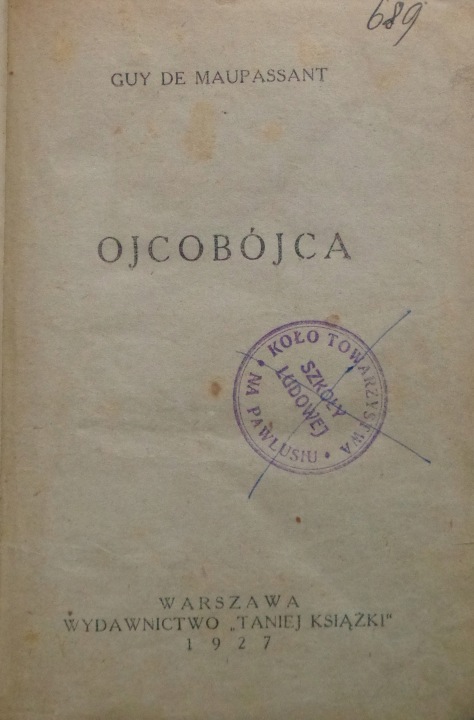 689
GUY DE MAUPASSANT
OJCOBÓJCA
KOŁO TOWARZYSTWA
SZKOŁY
LUDOWEJ
NA PAWLUSIU
WARSZAWA
WYDAWNICTWO „TANIEJ KSIĄŻKI"
1927